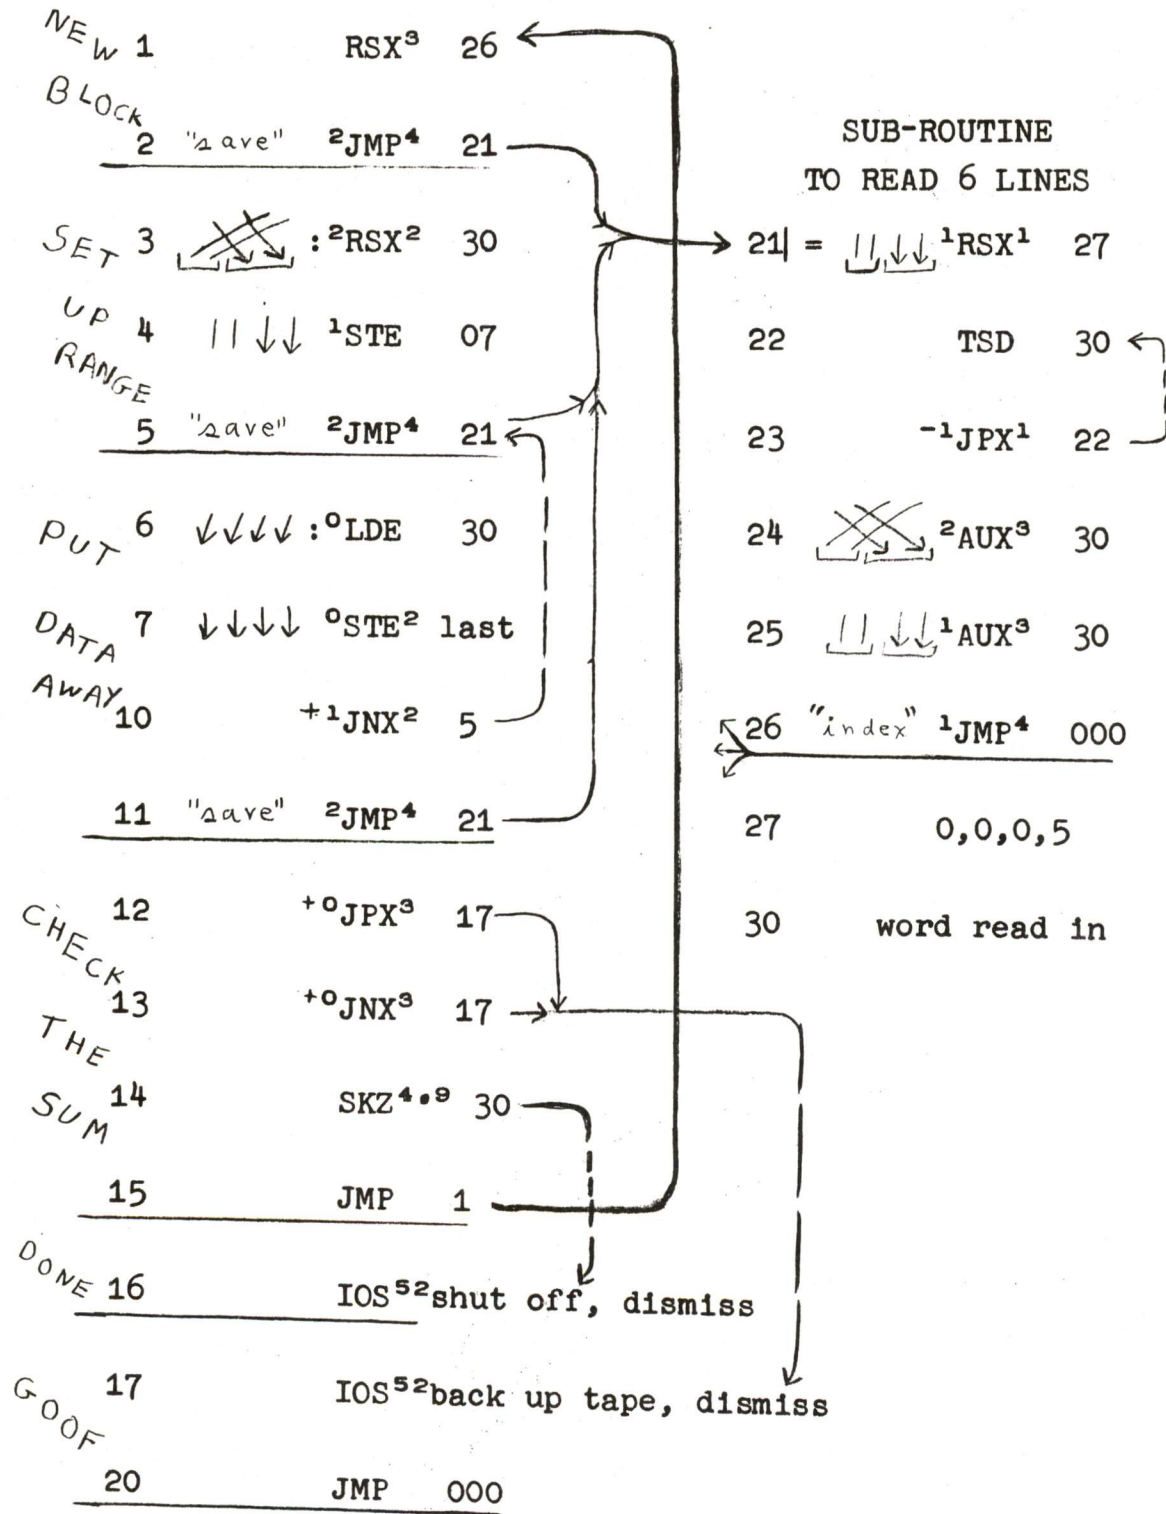 NEW BLOCK
1 RSX³ 26
2 "save" ²JMP⁴ 21
SET UP RANGE
3 :²RSX² 30
4 ¹STE 07
5 "save" ²JMP⁴ 21
PUT DATA AWAY
6 :⁰LDE 30
7 ⁰STE² last
10 +¹JNX² 5
11 "save" ²JMP⁴ 21
CHECK THE SUM
12 +⁰JPX³ 17
13 +⁰JNX³ 17
14 SKZ⁴·⁹ 30
15 JMP 1
DONE
16 IOS⁵²shut off, dismiss
GOOF
17 IOS⁵²back up tape, dismiss
20 JMP 000
SUB-ROUTINE
TO READ 6 LINES
21| = ¹RSX¹ 27
22 TSD 30
23 -¹JPX¹ 22
24 ²AUX³ 30
25 ¹AUX³ 30
26 "index" ¹JMP⁴ 000
27 0,0,0,5
30 word read in